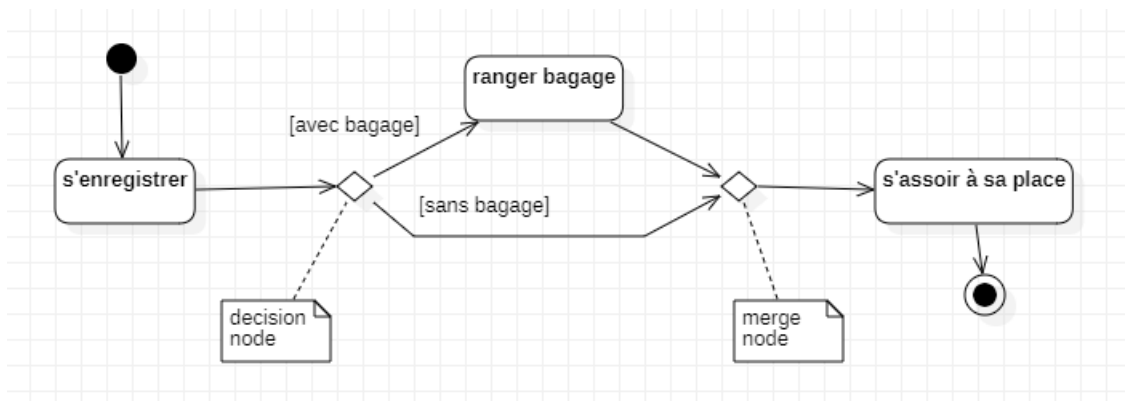 ranger bagage
[avec bagage]
s'enregistrer
[sans bagage]
s'assoir à sa place
decision
node
merge
node